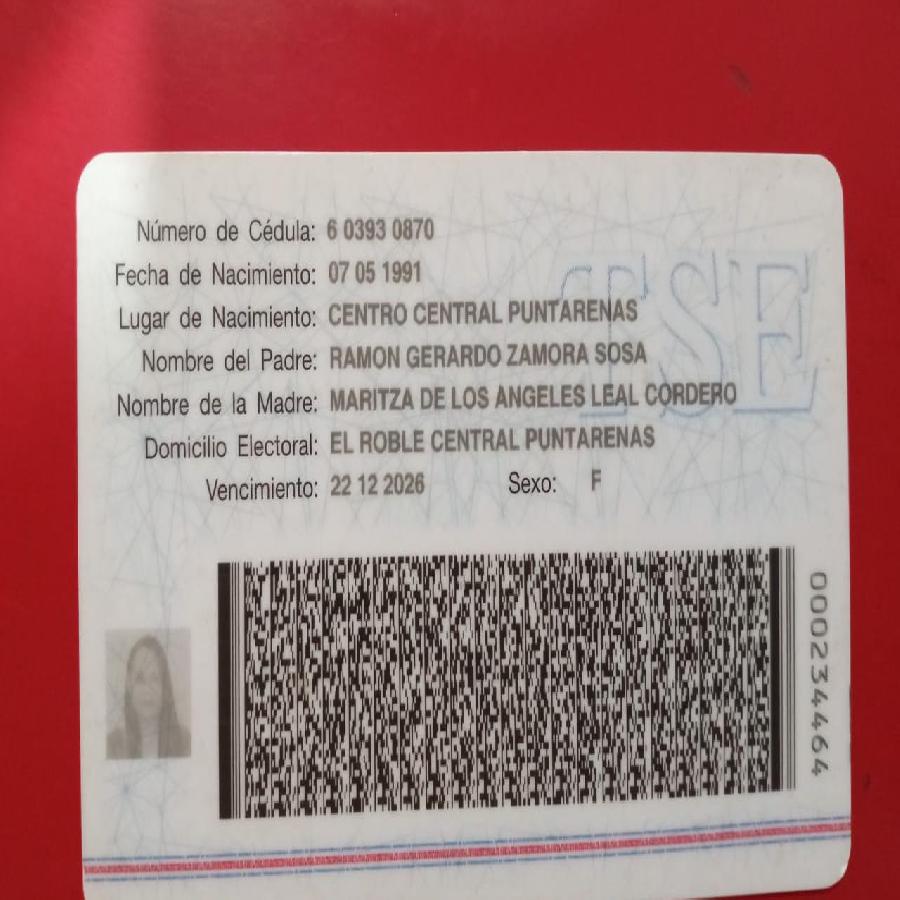 Número de Cédula: 6 0393 0870
Fecha de Nacimiento: 07 05 1991
Lugar de Nacimiento: CENTRO CENTRAL PUNTARENAS
Nombre del Padre: RAMON GERARDO ZAMORA SOSA
Nombre de la Madre: MARITZA DE LOS ANGELES LEAL CORDERO
Domicilio Electoral: EL ROBLE CENTRAL PUNTARENAS
Vencimiento: 22 12 2026 Sexo: F
TSE
000234464